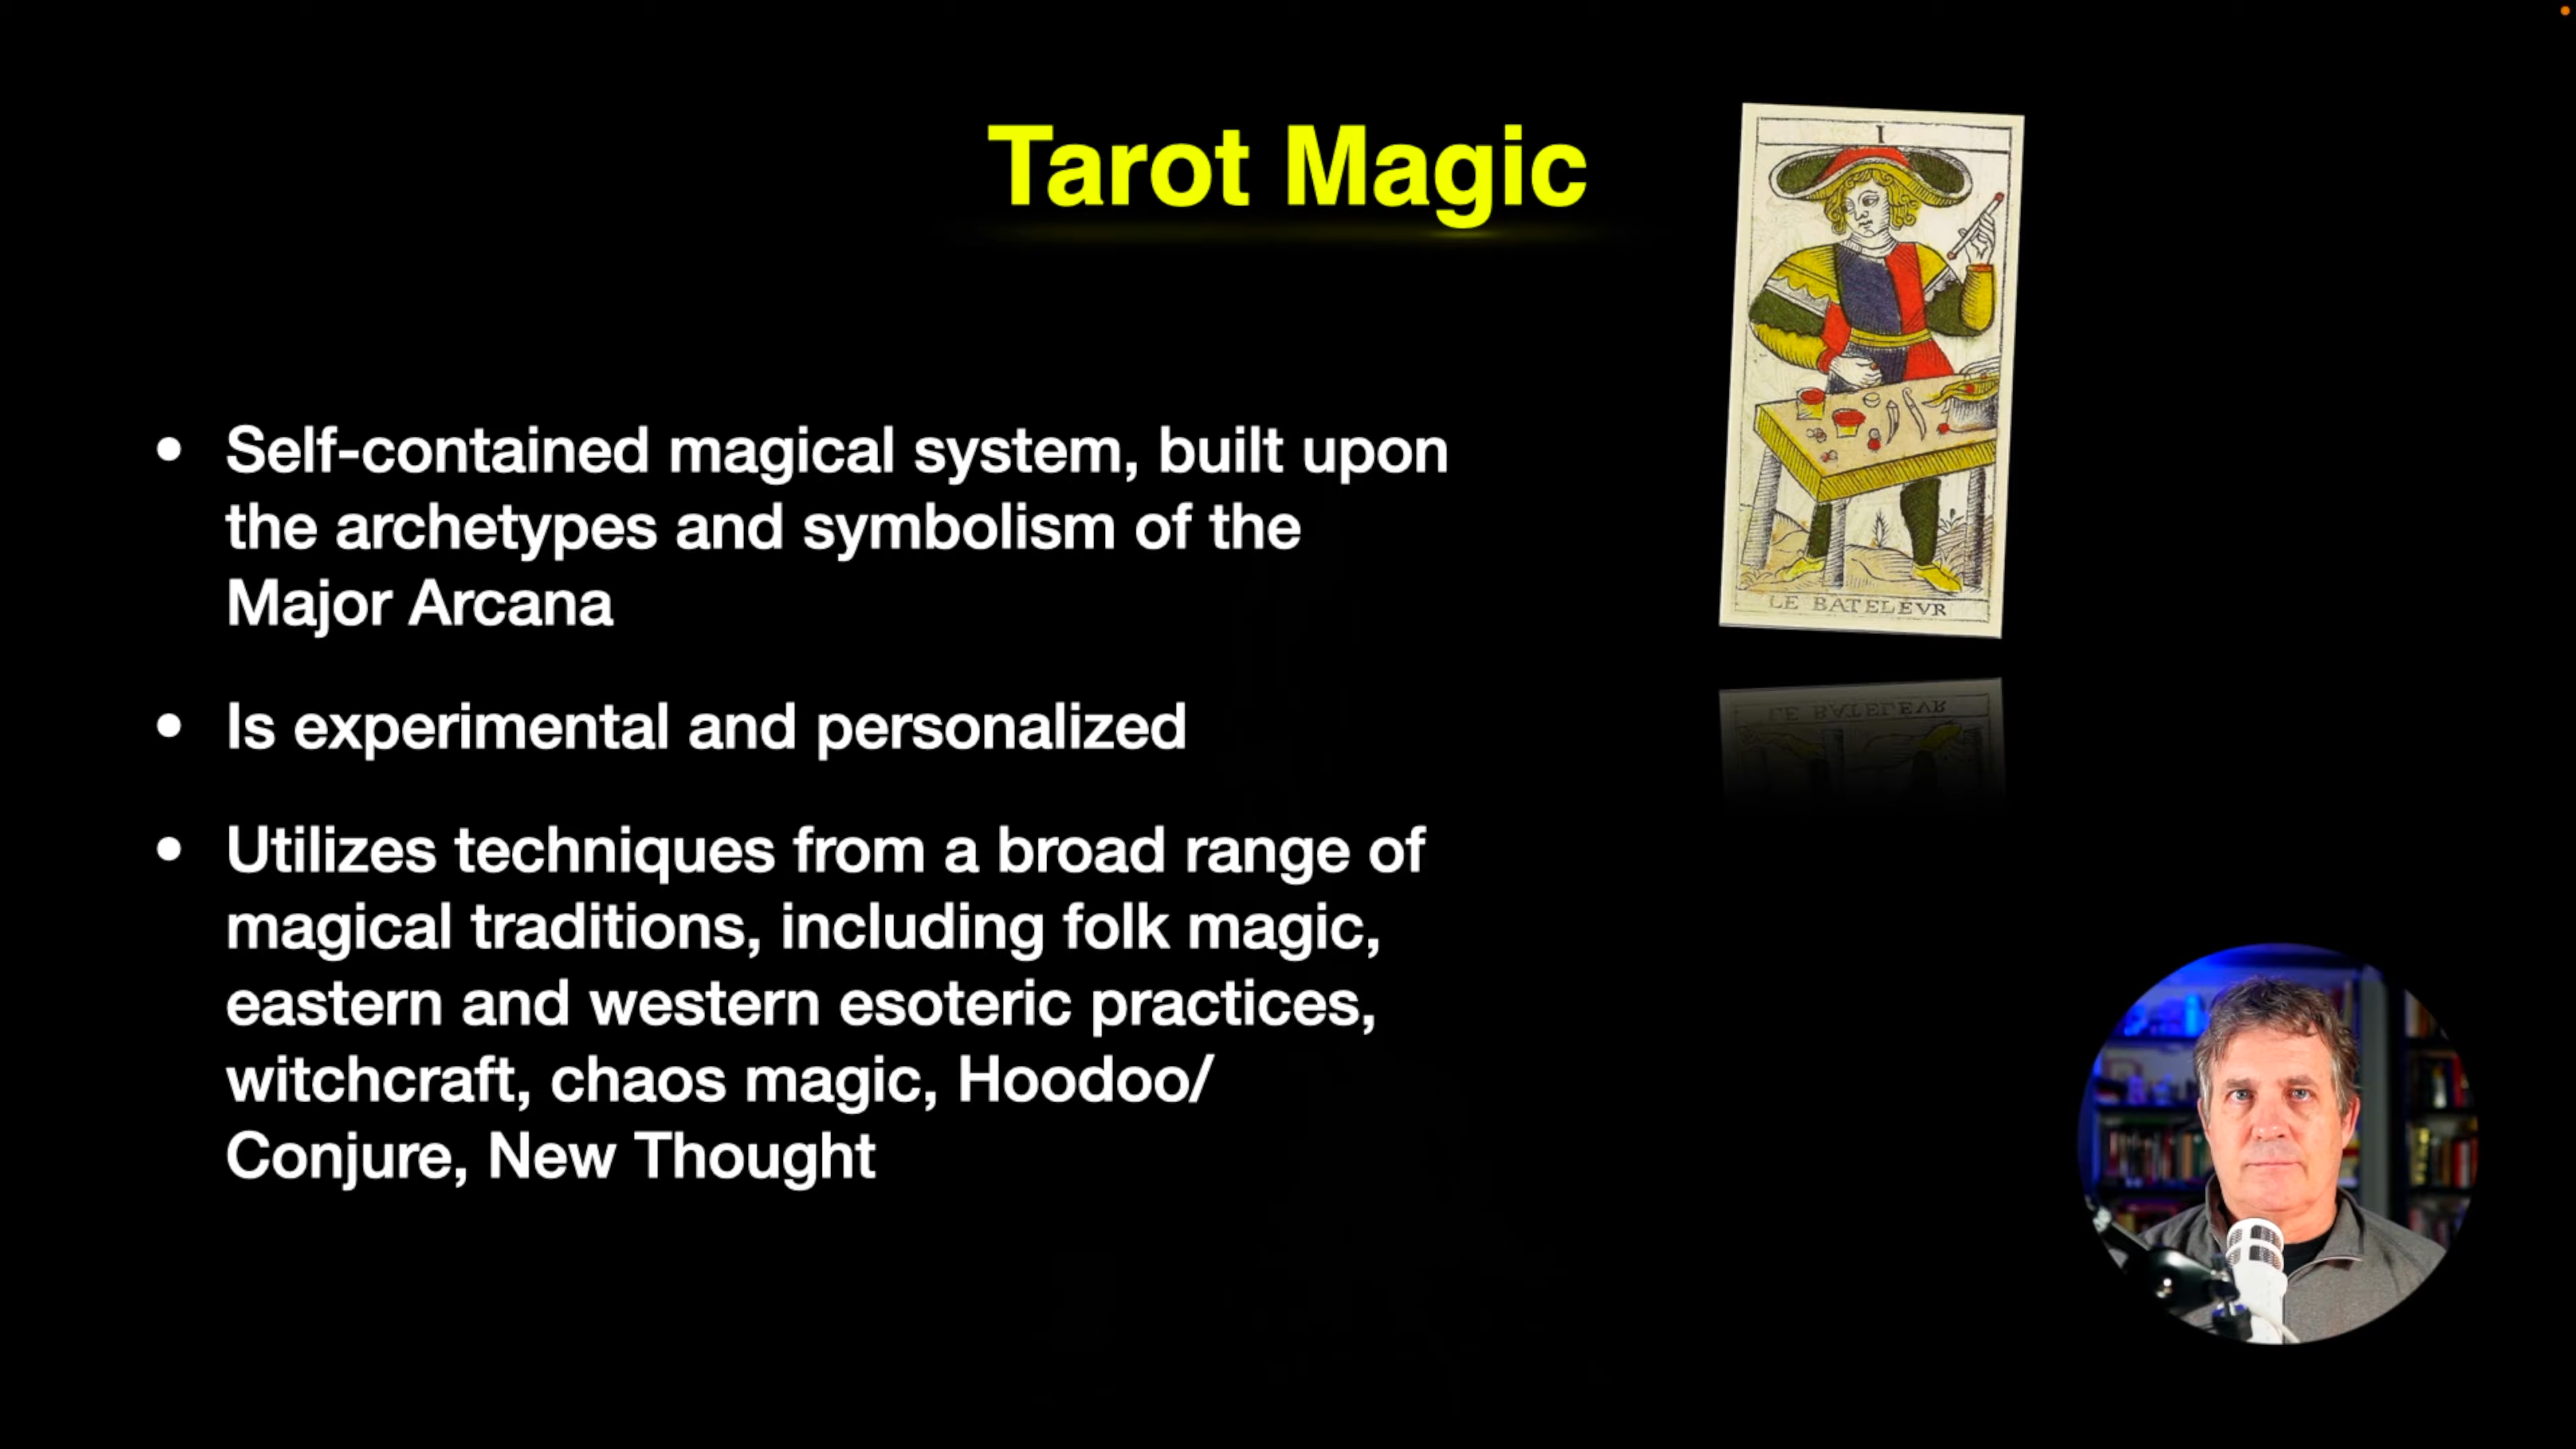 Tarot Magic
I
LE BATELEVR
• Self-contained magical system, built upon
the archetypes and symbolism of the
Major Arcana
• Is experimental and personalized
• Utilizes techniques from a broad range of
magical traditions, including folk magic,
eastern and western esoteric practices,
witchcraft, chaos magic, Hoodoo/
Conjure, New Thought